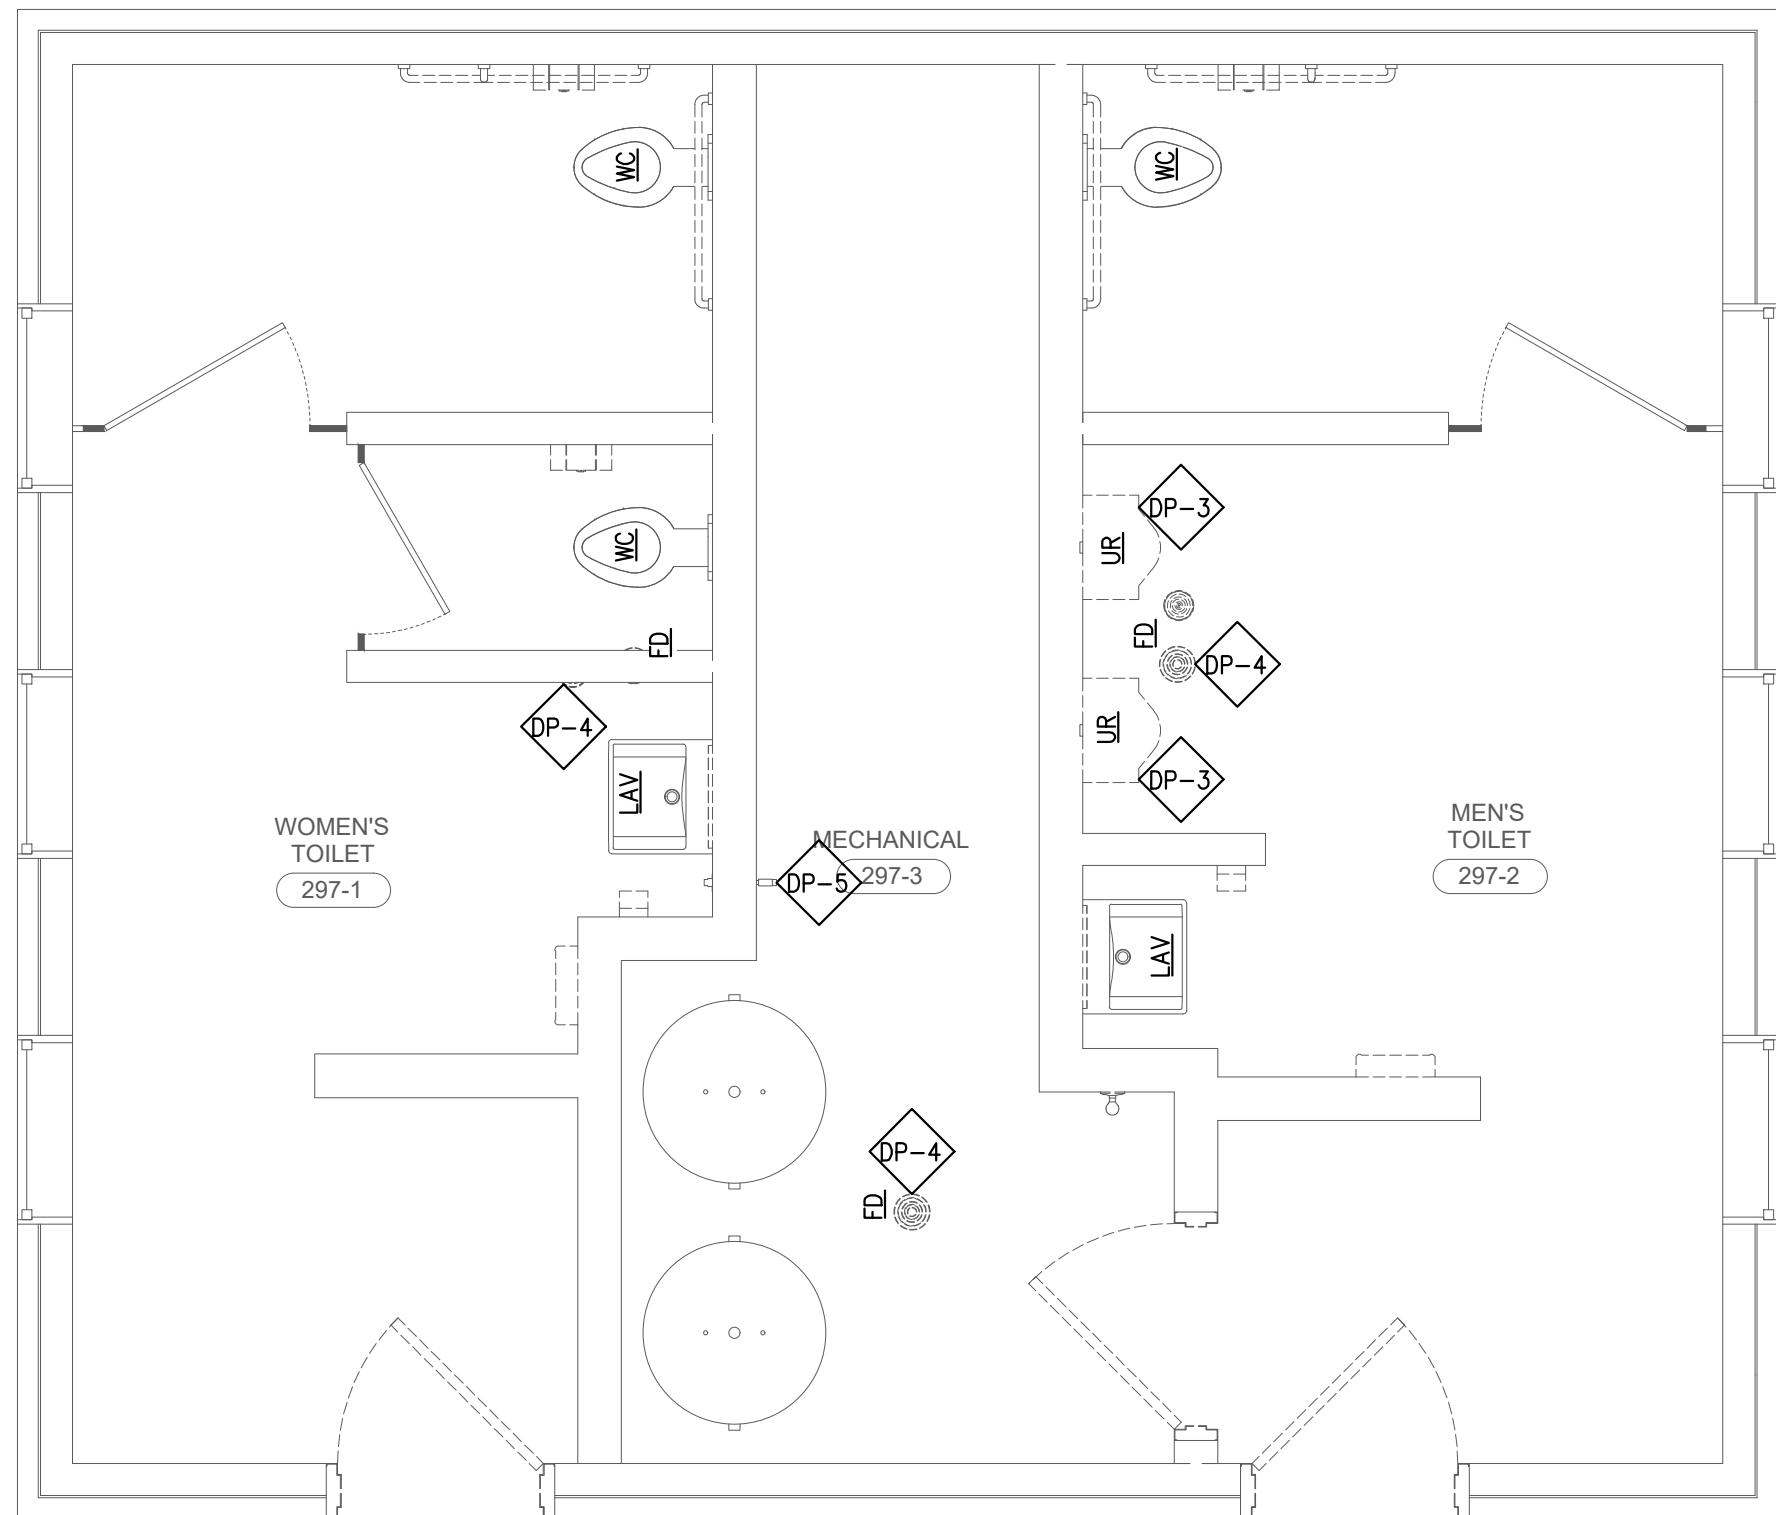 WC
WC
DP-3
WC
UR
FD
FD
DP-4
DP-4
UR
DP-3
LAV
WOMEN'S
TOILET
297-1
MECHANICAL
297-3
DP-5
MEN'S
TOILET
297-2
LAV
DP-4
FD